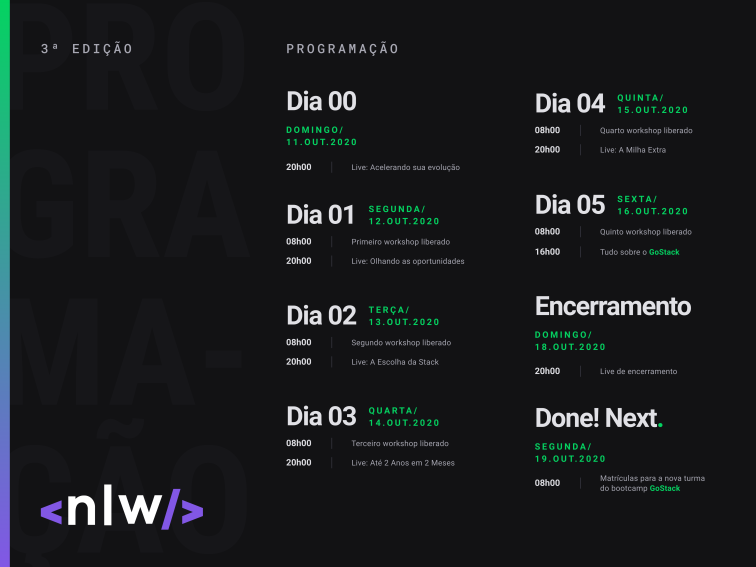 3ª EDIÇÃO
PRO
GRA
MA-
ÇÃO
<nlw/>
PROGRAMAÇÃO
Dia 00
DOMINGO/
11.OUT.2020
20h00 Live: Acelerando sua evolução
Dia 01
SEGUNDA/
12.OUT.2020
08h00 Primeiro workshop liberado
20h00 Live: Olhando as oportunidades
Dia 02
TERÇA/
13.OUT.2020
08h00 Segundo workshop liberado
20h00 Live: A Escolha da Stack
Dia 03
QUARTA/
14.OUT.2020
08h00 Terceiro workshop liberado
20h00 Live: Até 2 Anos em 2 Meses
Dia 04
QUINTA/
15.OUT.2020
08h00 Quarto workshop liberado
20h00 Live: A Milha Extra
Dia 05
SEXTA/
16.OUT.2020
08h00 Quinto workshop liberado
16h00 Tudo sobre o GoStack
Encerramento
DOMINGO/
18.OUT.2020
20h00 Live de encerramento
Done! Next.
SEGUNDA/
19.OUT.2020
08h00 Matrículas para a nova turma
do bootcamp GoStack